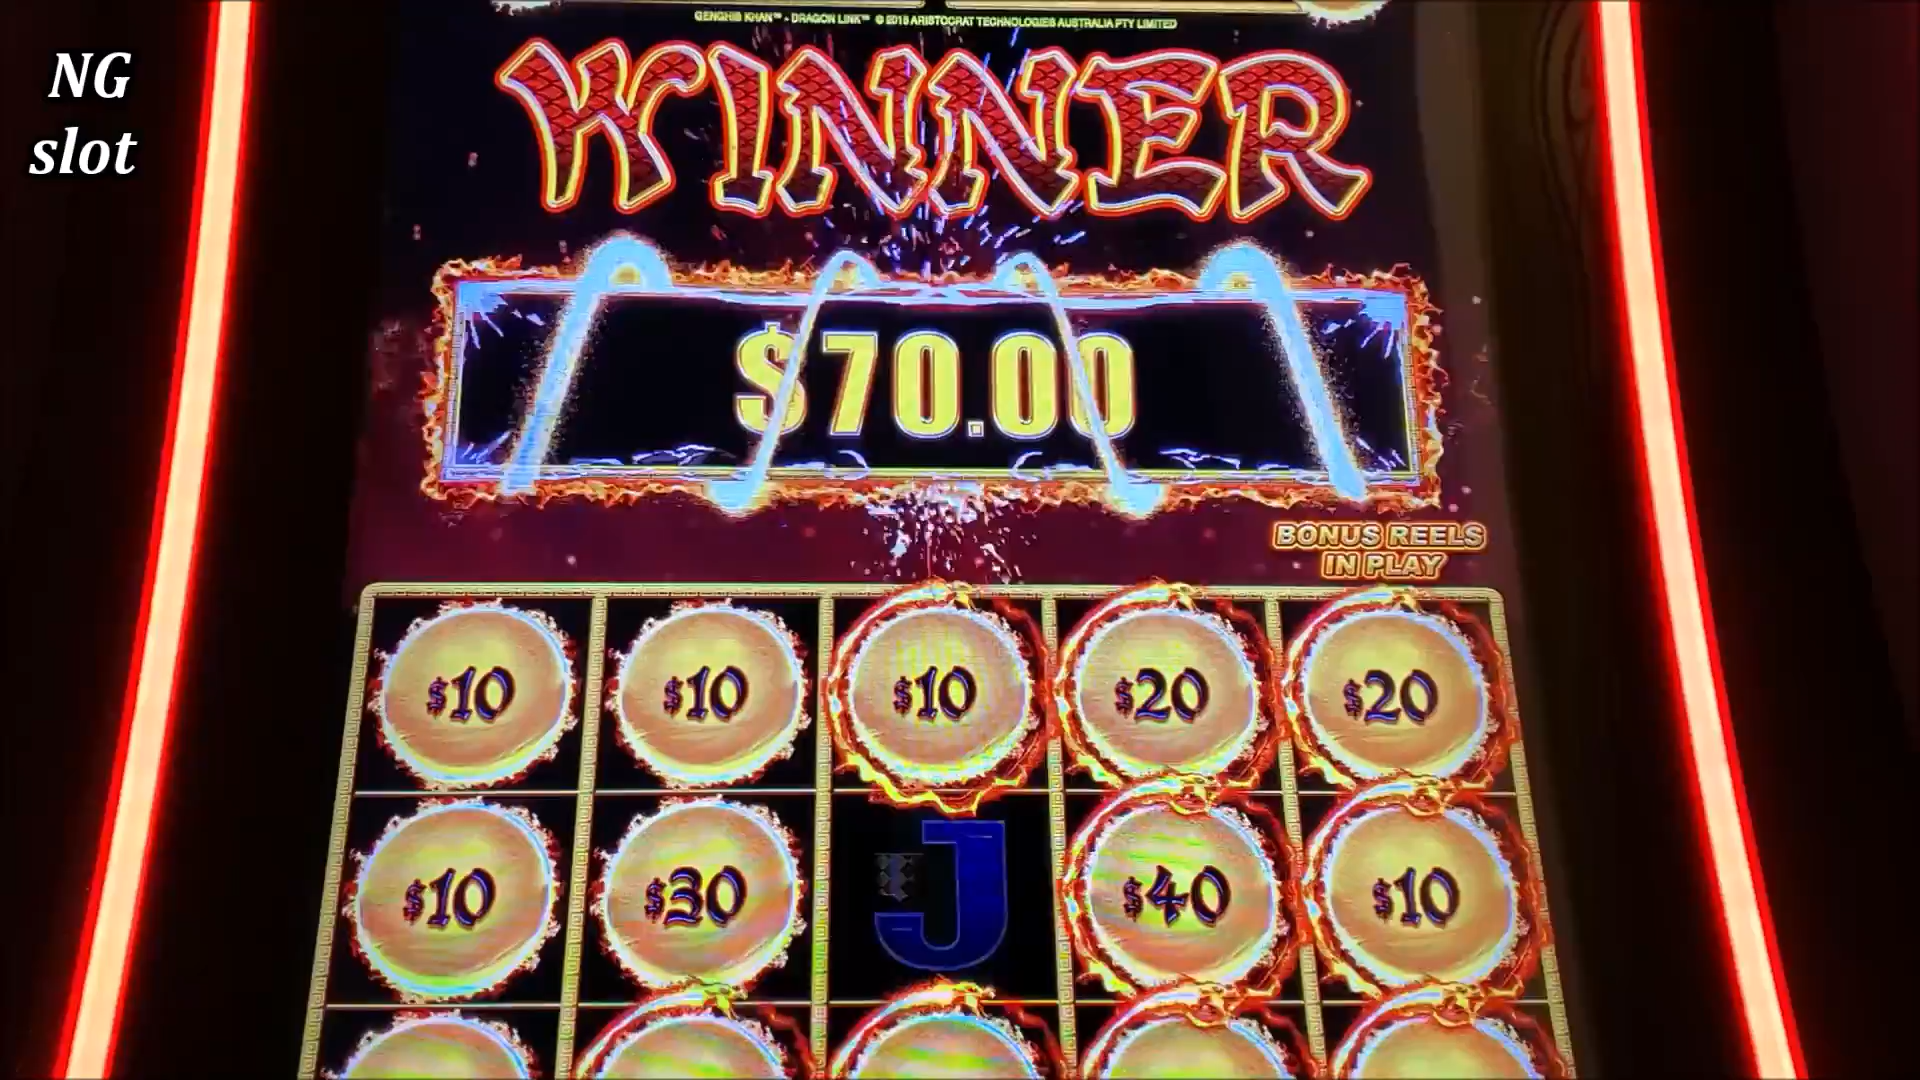 GENGHIS KHAN™ - DRAGON LINK™ © 2018 ARISTOCRAT TECHNOLOGIES AUSTRALIA PTY LIMITED
NG
slot
WINNER
$70.00
BONUS REELS
IN PLAY
$10 $10 $10 $20 $20
$10 $30 J $40 $10